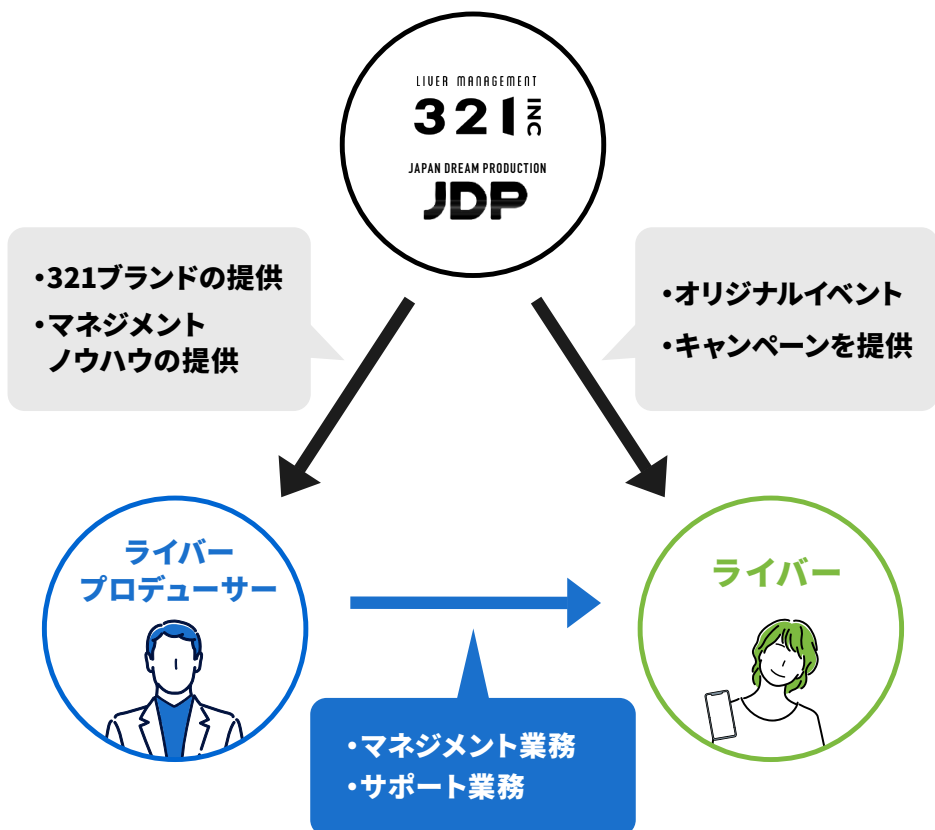 LIVER MANAGEMENT
321 INC
JAPAN DREAM PRODUCTION
JDP
・321ブランドの提供
・マネジメント
ノウハウの提供
・オリジナルイベント
・キャンペーンを提供
ライバー
プロデューサー
ライバー
・マネジメント業務
・サポート業務